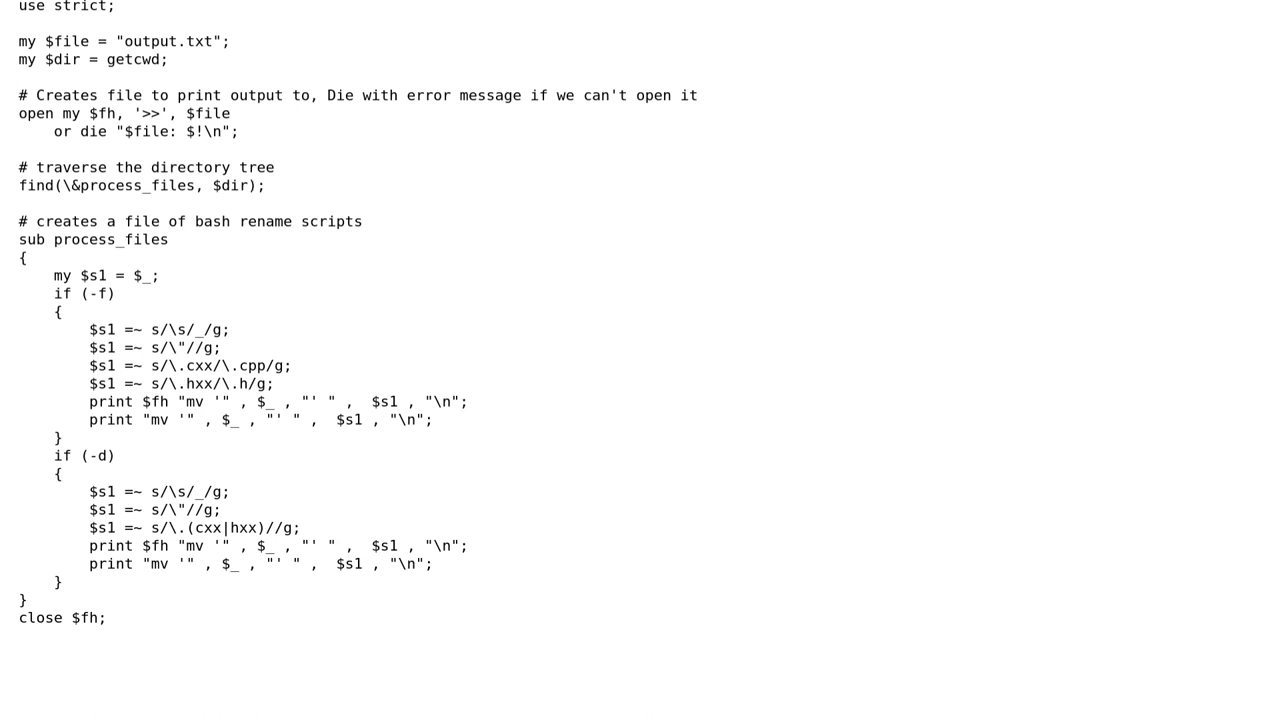 use strict;

my $file = "output.txt";
my $dir = getcwd;

# Creates file to print output to, Die with error message if we can't open it
open my $fh, '>>', $file
    or die "$file: $!\n";

# traverse the directory tree
find(\&process_files, $dir);

# creates a file of bash rename scripts
sub process_files
{
    my $s1 = $_;
    if (-f)
    {
        $s1 =~ s/\s/_/g;
        $s1 =~ s/\"//g;
        $s1 =~ s/\.cxx/\.cpp/g;
        $s1 =~ s/\.hxx/\.h/g;
        print $fh "mv '" , $_ , "' " ,  $s1 , "\n";
        print "mv '" , $_ , "' " ,  $s1 , "\n";
    }
    if (-d)
    {
        $s1 =~ s/\s/_/g;
        $s1 =~ s/\"//g;
        $s1 =~ s/\.(cxx|hxx)//g;
        print $fh "mv '" , $_ , "' " ,  $s1 , "\n";
        print "mv '" , $_ , "' " ,  $s1 , "\n";
    }
}
close $fh;